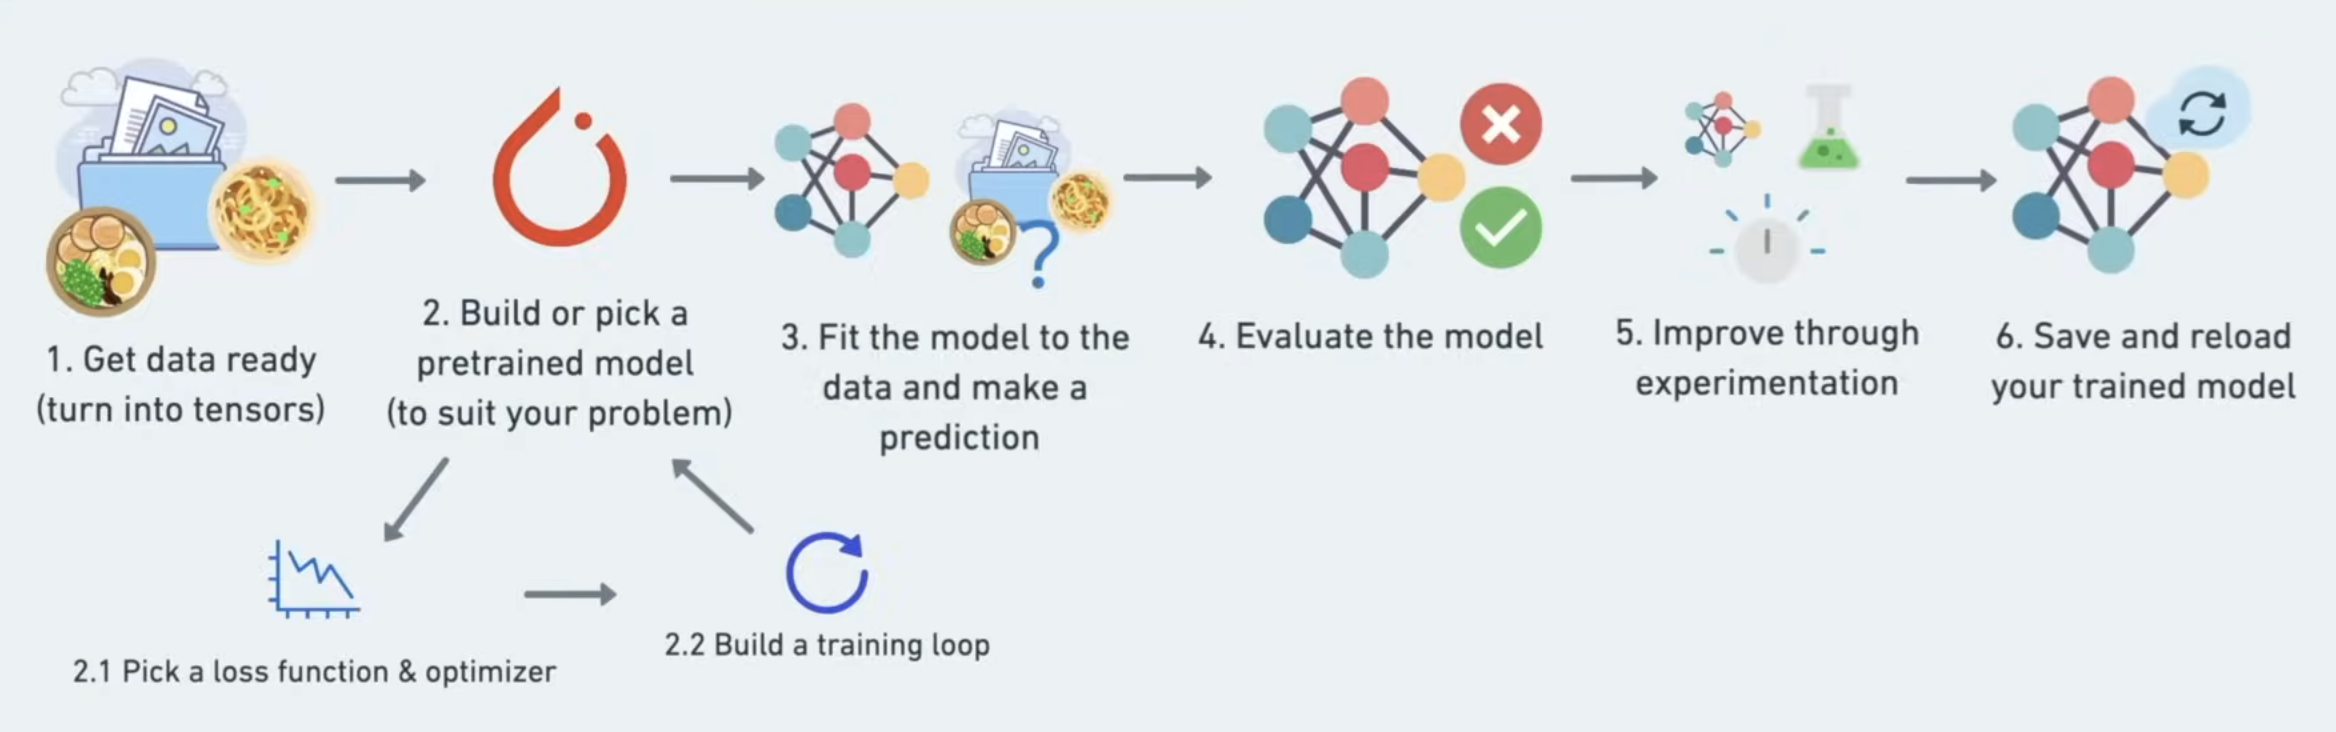 1. Get data ready
(turn into tensors)
2. Build or pick a
pretrained model
(to suit your problem)
3. Fit the model to the
data and make a
prediction
4. Evaluate the model
5. Improve through
experimentation
6. Save and reload
your trained model
2.1 Pick a loss function & optimizer
2.2 Build a training loop